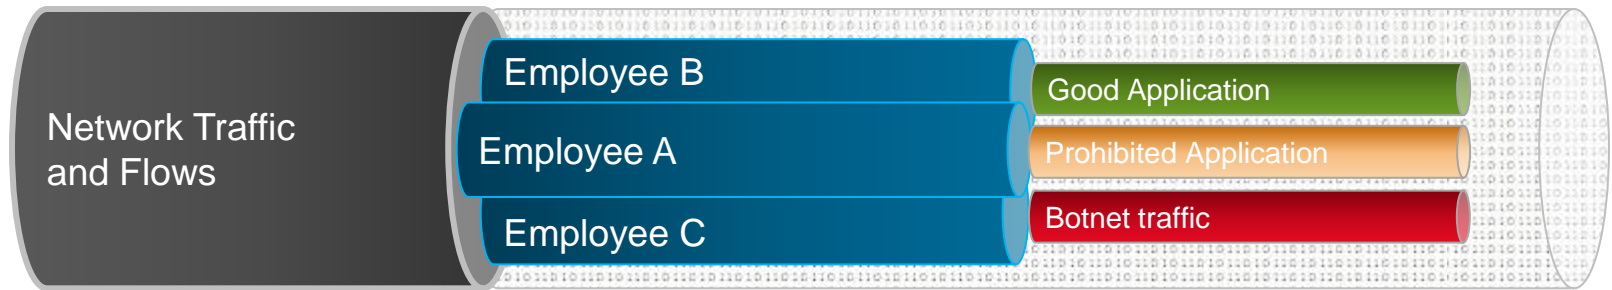 Network Traffic
and Flows
Employee B
Employee A
Employee C
Good Application
Prohibited Application
Botnet traffic